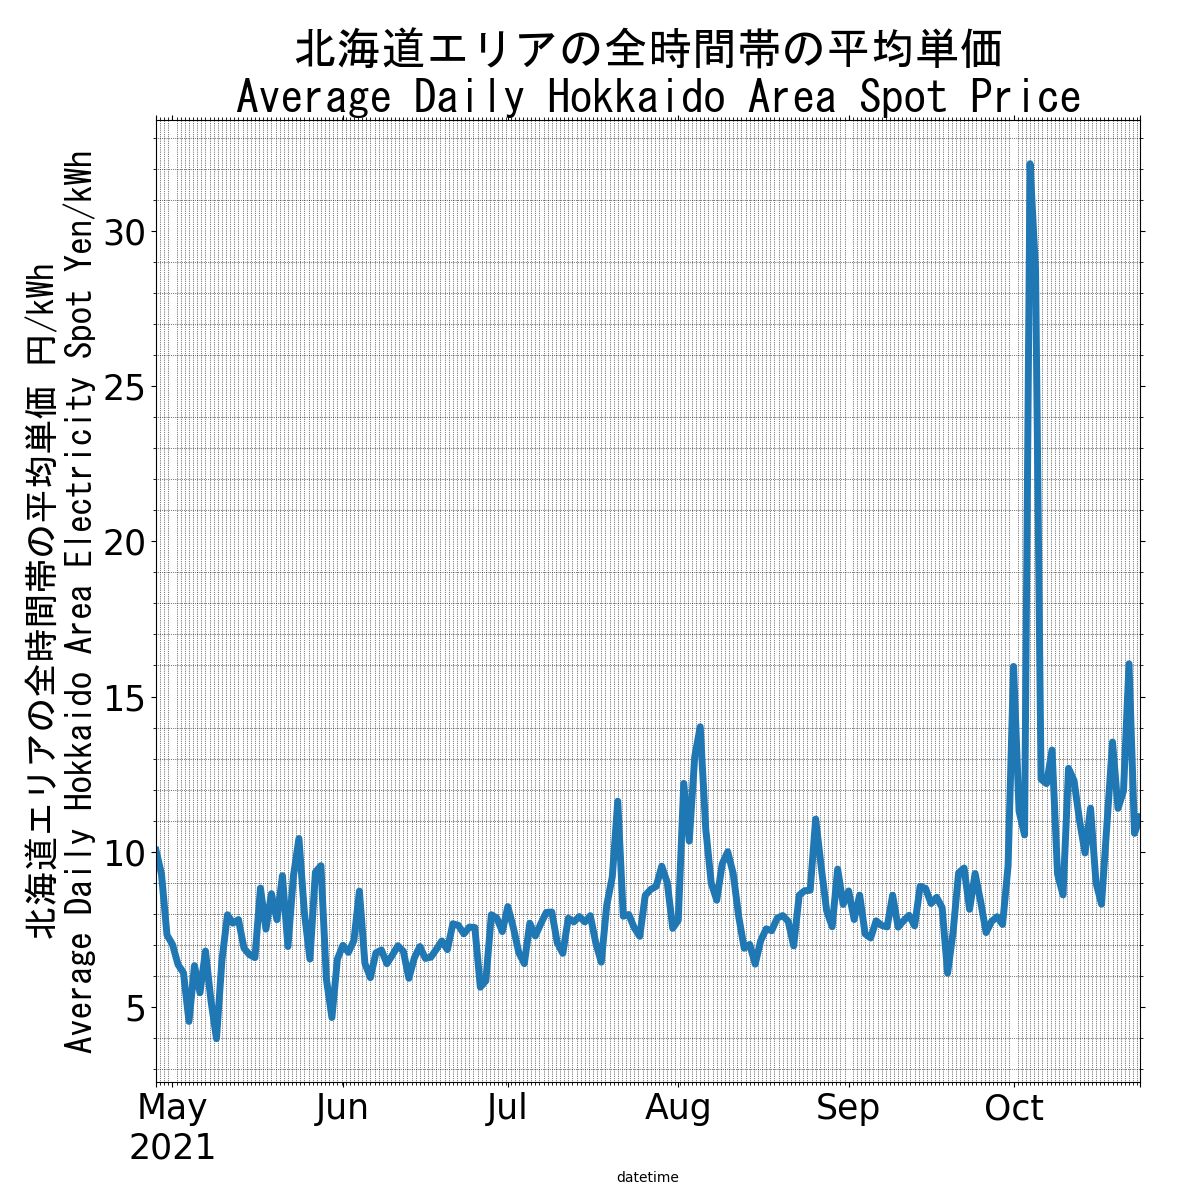 北海道エリアの全時間帯の平均単価
Average Daily Hokkaido Area Spot Price
北海道エリアの全時間帯の平均単価 円/kWh
Average Daily Hokkaido Area Electricity Spot Yen/kWh
30
25
20
15
10
5
May
2021
Jun
Jul
Aug
Sep
Oct
datetime